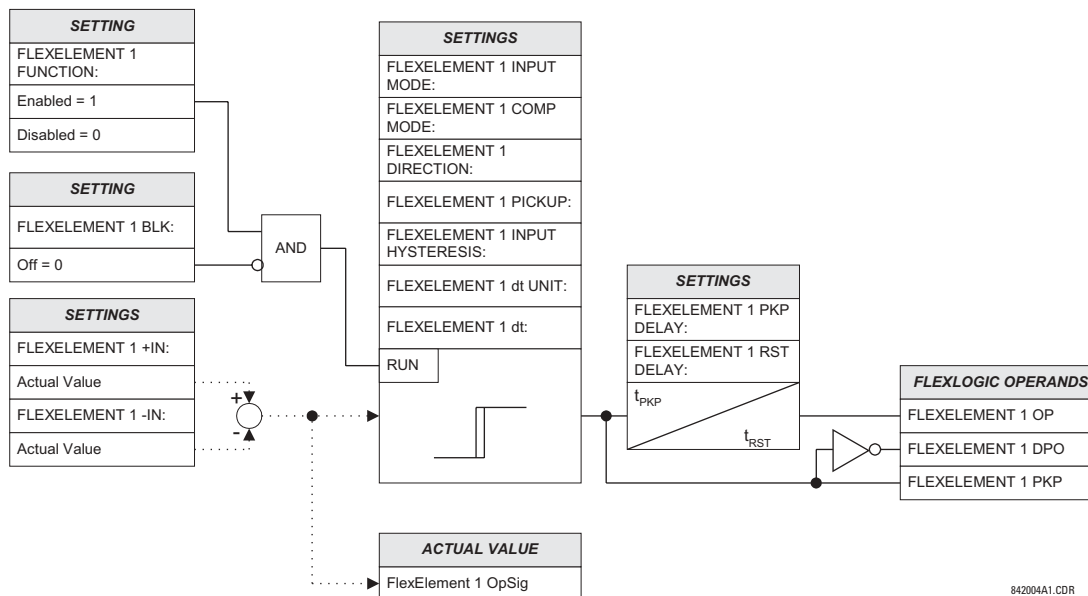 SETTING
FLEXELEMENT 1
FUNCTION:
Enabled = 1
Disabled = 0
SETTING
FLEXELEMENT 1 BLK:
Off = 0
SETTINGS
FLEXELEMENT 1 +IN:
Actual Value
FLEXELEMENT 1 -IN:
Actual Value
+
-
AND
SETTINGS
FLEXELEMENT 1 INPUT
MODE:
FLEXELEMENT 1 COMP
MODE:
FLEXELEMENT 1
DIRECTION:
FLEXELEMENT 1 PICKUP:
FLEXELEMENT 1 INPUT
HYSTERESIS:
FLEXELEMENT 1 dt UNIT:
FLEXELEMENT 1 dt:
RUN
ACTUAL VALUE
FlexElement 1 OpSig
SETTINGS
FLEXELEMENT 1 PKP
DELAY:
FLEXELEMENT 1 RST
DELAY:
tPKP
tRST
FLEXLOGIC OPERANDS
FLEXELEMENT 1 OP
FLEXELEMENT 1 DPO
FLEXELEMENT 1 PKP
842004A1.CDR